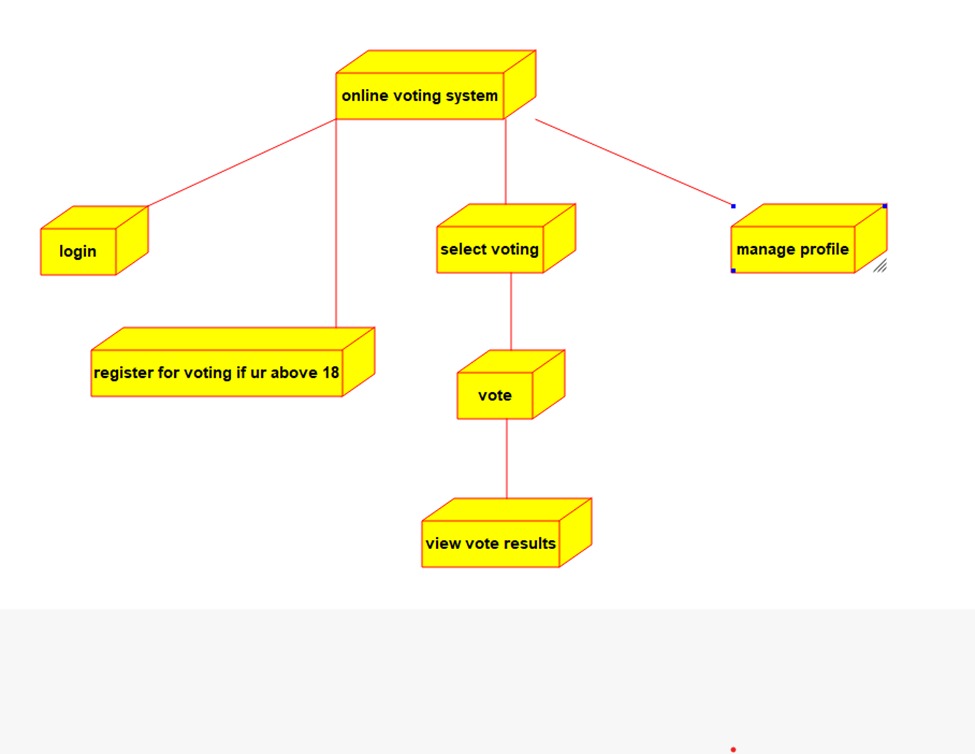 online voting system
login
select voting
manage profile
register for voting if ur above 18
vote
view vote results